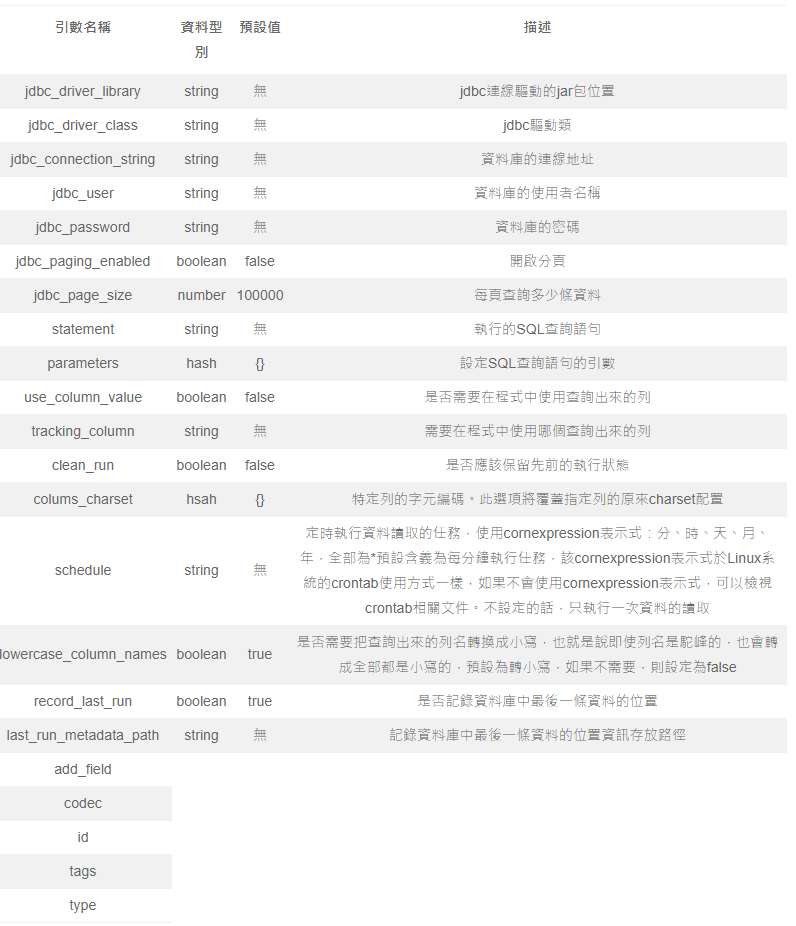 引數名稱 資料型 預設值 描述
別
jdbc_driver_library string 無 jdbc連線驅動的jar包位置
jdbc_driver_class string 無 jdbc驅動類
jdbc_connection_string string 無 資料庫的連線地址
jdbc_user string 無 資料庫的使用者名稱
jdbc_password string 無 資料庫的密碼
jdbc_paging_enabled boolean false 開啟分頁
jdbc_page_size number 100000 每頁查詢多少條資料
statement string 無 執行的SQL查詢語句
parameters hash {} 設定SQL查詢語句的引數
use_column_value boolean false 是否需要在程式中使用查詢出來的列
tracking_column string 無 需要在程式中使用哪個查詢出來的列
clean_run boolean false 是否應該保留先前的執行狀態
colums_charset hsah {} 特定列的字元編碼。此選項將覆蓋指定列的原來charset配置
定時執行資料讀取的任務，使用cornexpression表示式：分、時、天、月、
年，全部為*預設含義為每分鐘執行任務，該cornexpression表示式於Linux系
schedule string 無
統的crontab使用方式一樣，如果不會使用cornexpression表示式，可以檢視
crontab相關文件。不設定的話，只執行一次資料的讀取
是否需要把查詢出來的列名轉換成小寫，也就是說即使列名是駝峰的，也會轉
lowercase_column_names boolean true
成全部都是小寫的，預設為轉小寫，如果不需要，則設定為false
record_last_run boolean true 是否記錄資料庫中最後一條資料的位置
last_run_metadata_path string 無 記錄資料庫中最後一條資料的位置資訊存放路徑
add_field
codec
id
tags
type